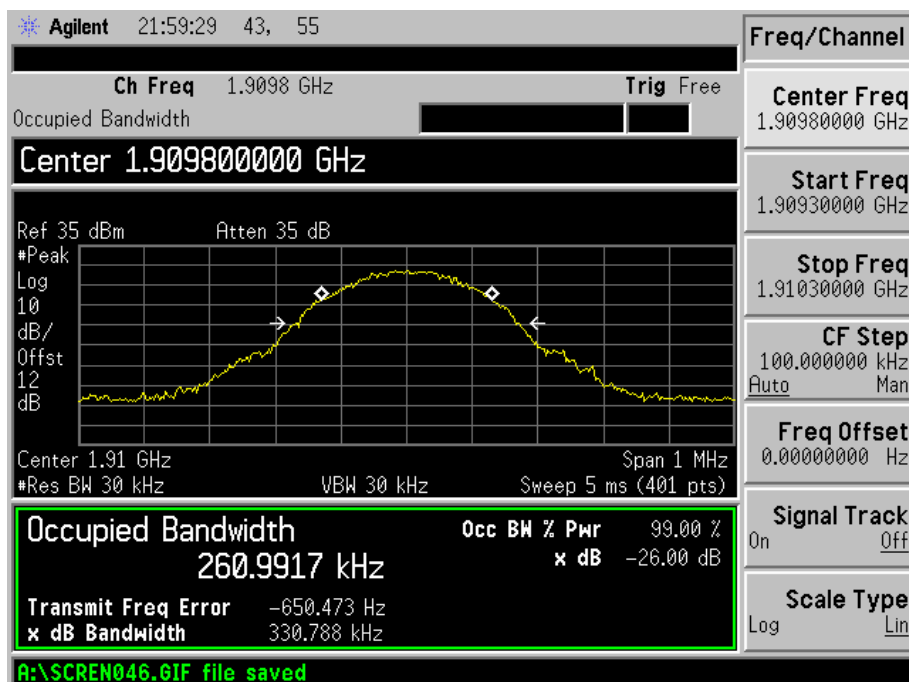 Agilent 21:59:29 43, 55
Freq/Channel
Ch Freq 1.9098 GHz Trig Free
Occupied Bandwidth
Center 1.909800000 GHz
Ref 35 dBm Atten 35 dB
#Peak
Log
10
dB/
Offst
12
dB
Center 1.91 GHz Span 1 MHz
#Res BW 30 kHz VBW 30 kHz Sweep 5 ms (401 pts)
Occupied Bandwidth Occ BW % Pwr 99.00 %
260.9917 kHz x dB -26.00 dB
Transmit Freq Error -650.473 Hz
x dB Bandwidth 330.788 kHz
A:\SCREN046.GIF file saved
Center Freq
1.90980000 GHz
Start Freq
1.90930000 GHz
Stop Freq
1.91030000 GHz
CF Step
100.000000 kHz
Auto Man
Freq Offset
0.00000000 Hz
Signal Track
On Off
Scale Type
Log Lin